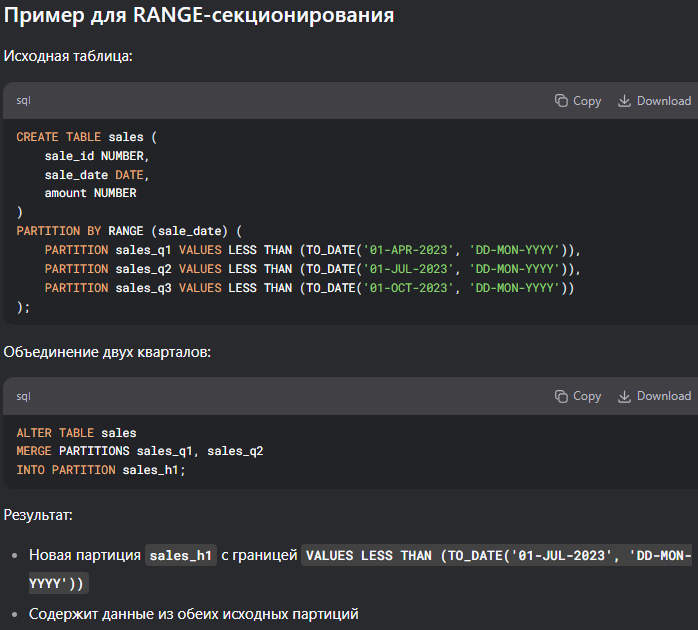 Пример для RANGE-секционирования
Исходная таблица:
sql Copy Download
CREATE TABLE sales (
    sale_id NUMBER,
    sale_date DATE,
    amount NUMBER
)
PARTITION BY RANGE (sale_date) (
    PARTITION sales_q1 VALUES LESS THAN (TO_DATE('01-APR-2023', 'DD-MON-YYYY')),
    PARTITION sales_q2 VALUES LESS THAN (TO_DATE('01-JUL-2023', 'DD-MON-YYYY')),
    PARTITION sales_q3 VALUES LESS THAN (TO_DATE('01-OCT-2023', 'DD-MON-YYYY'))
);
Объединение двух кварталов:
sql Copy Download
ALTER TABLE sales
MERGE PARTITIONS sales_q1, sales_q2
INTO PARTITION sales_h1;
Результат:
• Новая партиция sales_h1 с границей VALUES LESS THAN (TO_DATE('01-JUL-2023', 'DD-MON-
YYYY'))
• Содержит данные из обеих исходных партиций